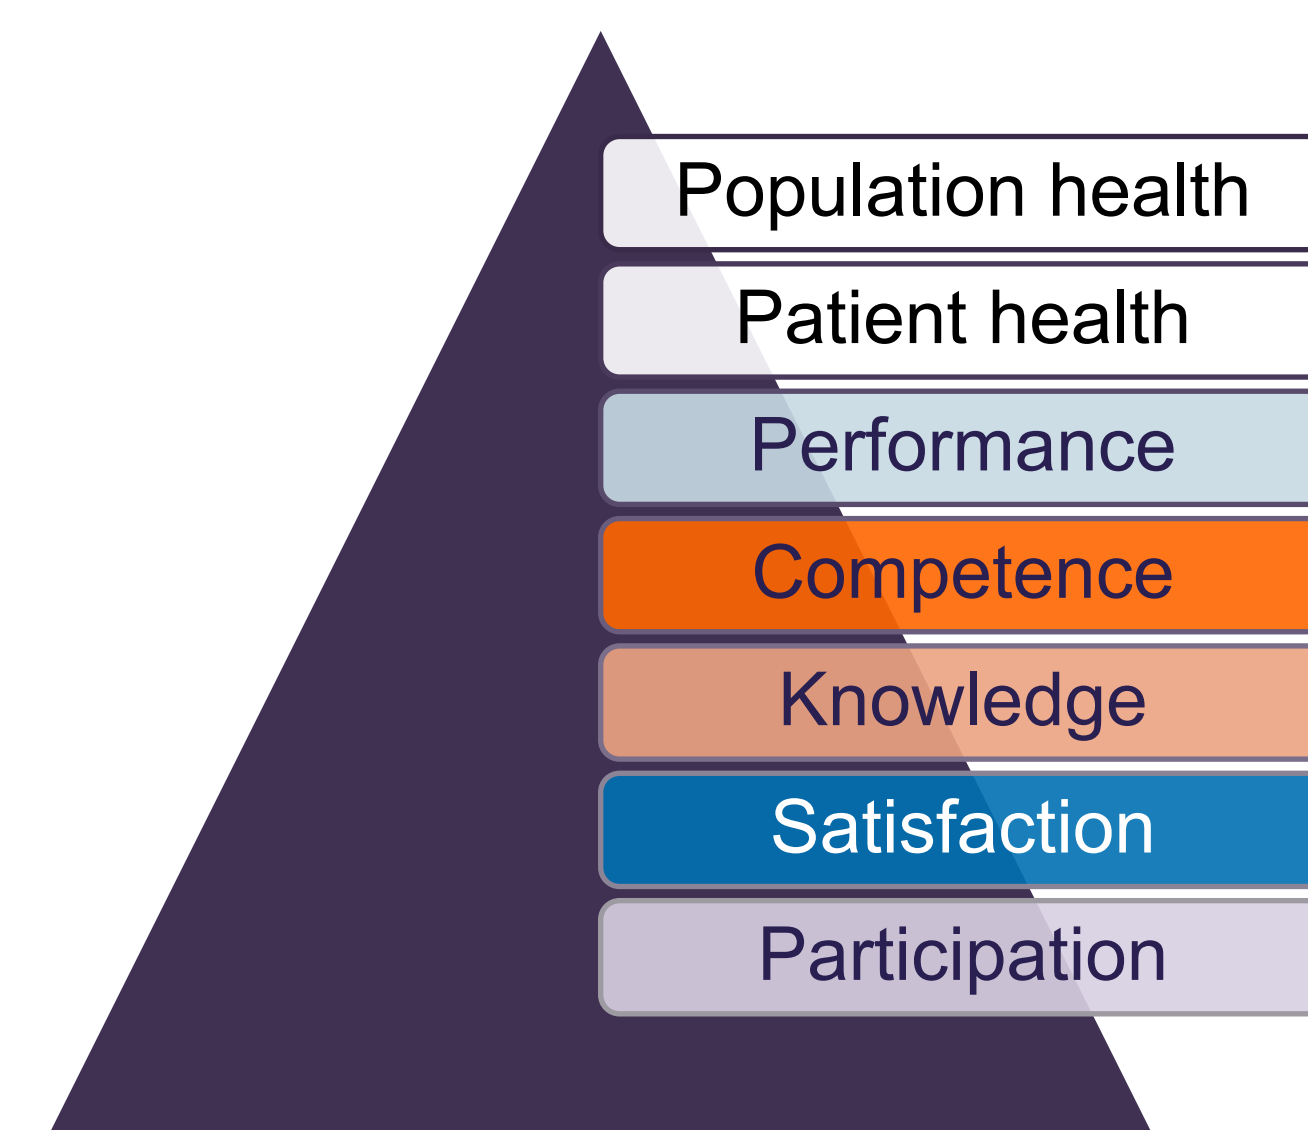 Population health
Patient health
Performance
Competence
Knowledge
Satisfaction
Participation